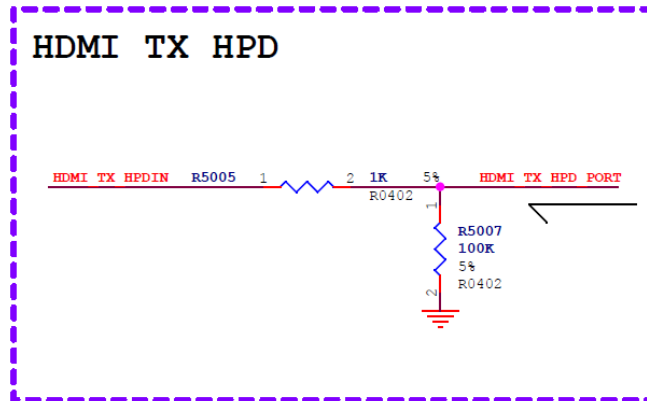 HDMI TX HPD
HDMI_TX_HPDIN R5005 1 2 1K 5% HDMI_TX_HPD_PORT
R0402
1
R5007
100K
5%
R0402
2